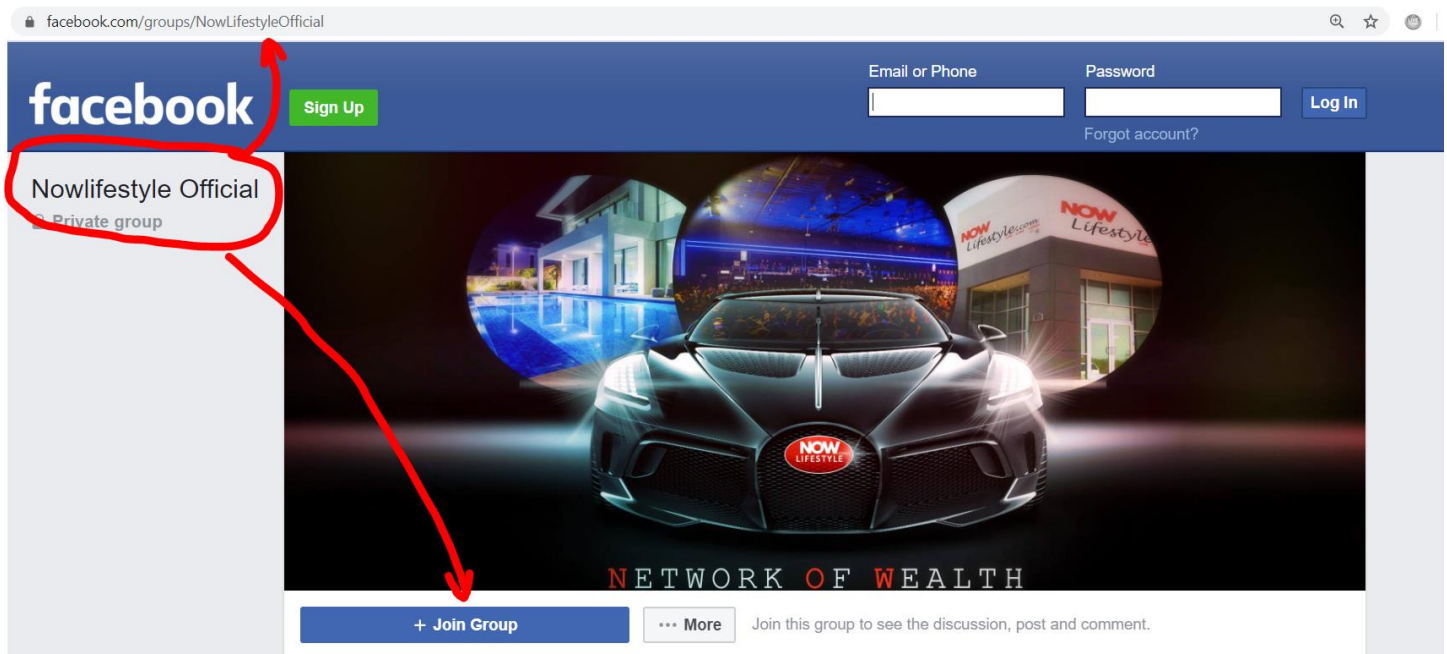 facebook.com/groups/NowLifestyleOfficial
Email or Phone
Password
facebook
Sign Up
Log In
Forgot account?
Nowlifestyle Official
Private group
NOW Lifestyle.com
NOW Lifestyle
NOW
LIFESTYLE
NETWORK OF WEALTH
+ Join Group
••• More
Join this group to see the discussion, post and comment.